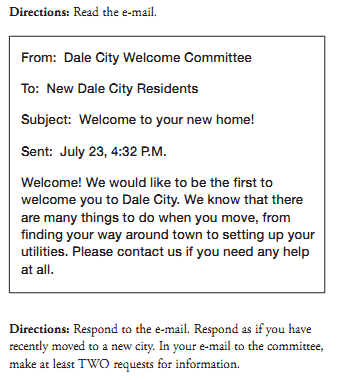 Directions: Read the e-mail.
From: Dale City Welcome Committee
To: New Dale City Residents
Subject: Welcome to your new home!
Sent: July 23, 4:32 P.M.
Welcome! We would like to be the first to
welcome you to Dale City. We know that there
are many things to do when you move, from
finding your way around town to setting up your
utilities. Please contact us if you need any help
at all.
Directions: Respond to the e-mail. Respond as if you have
recently moved to a new city. In your e-mail to the committee,
make at least TWO requests for information.